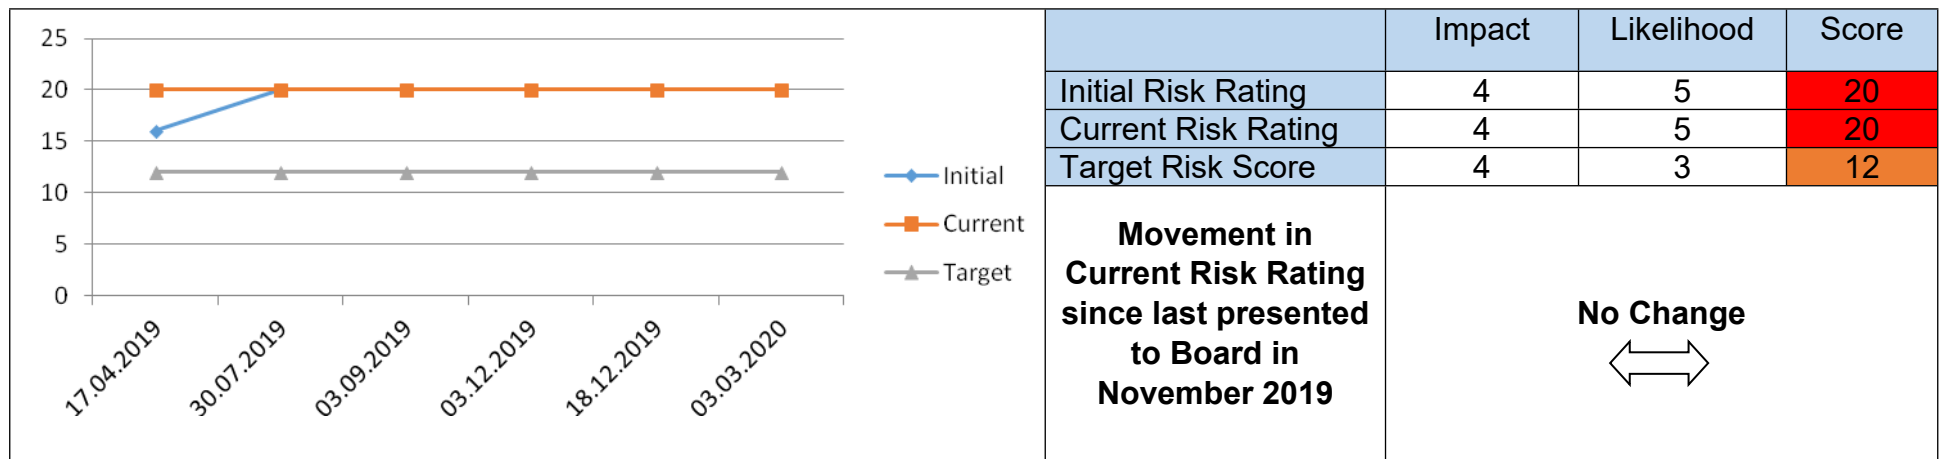 25
20
15
10
5
0
17.04.2019
30.07.2019
03.09.2019
03.12.2019
18.12.2019
03.03.2020
Initial
Current
Target
Impact Likelihood Score
Initial Risk Rating 4 5 20
Current Risk Rating 4 5 20
Target Risk Score 4 3 12
Movement in
Current Risk Rating
since last presented
to Board in
November 2019
No Change